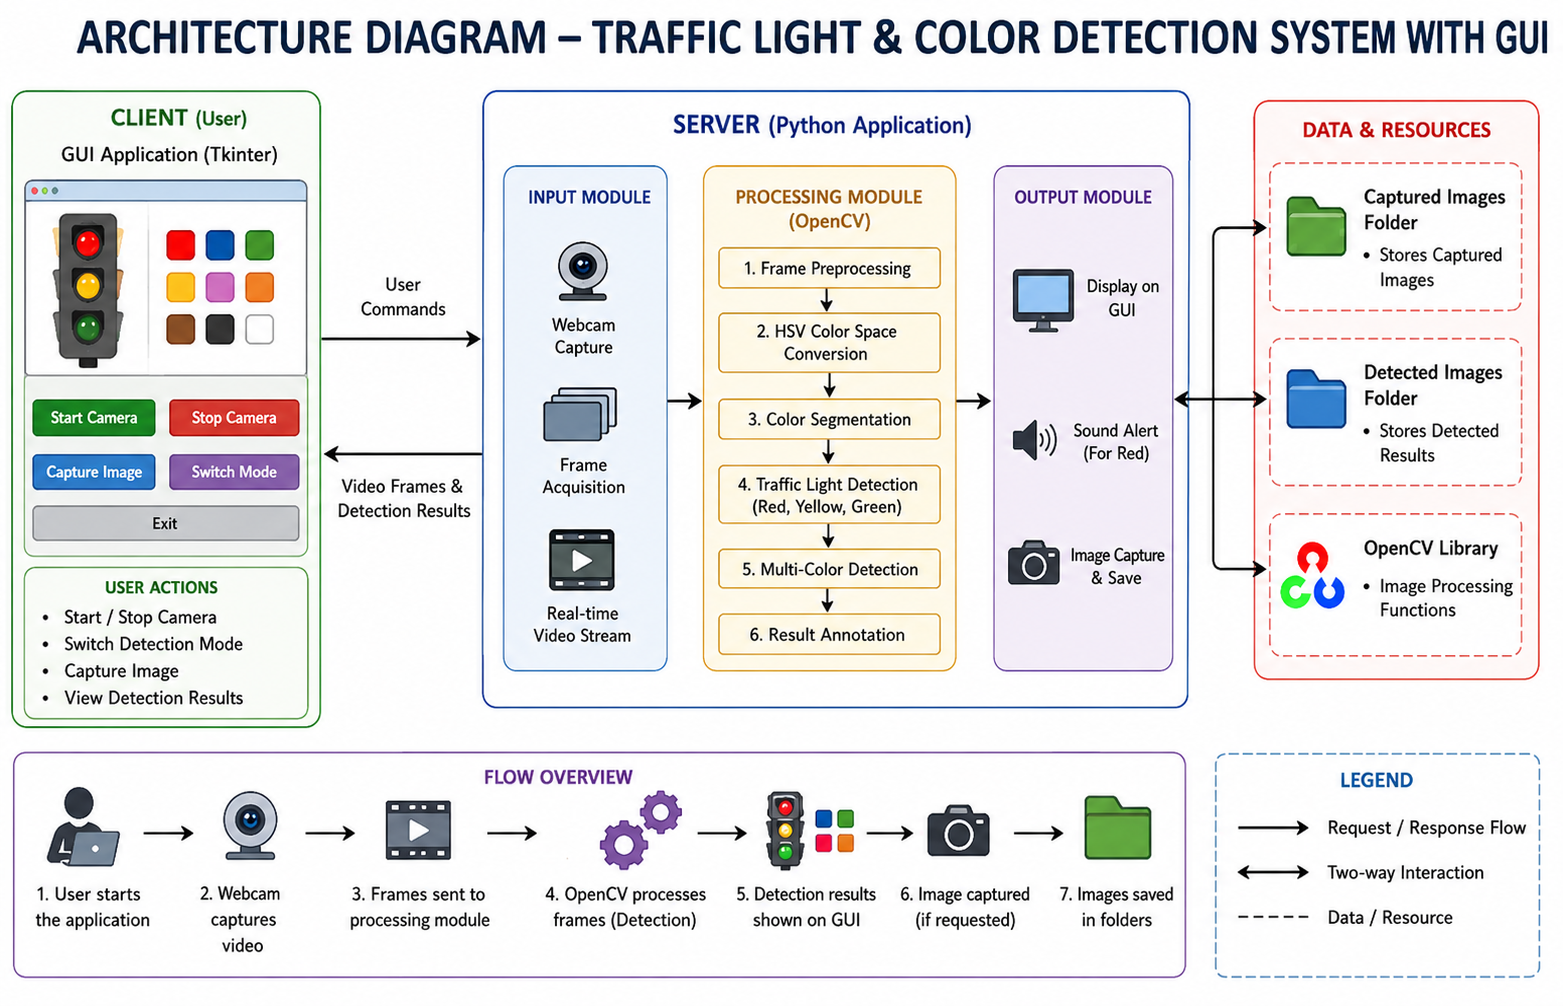 ARCHITECTURE DIAGRAM – TRAFFIC LIGHT & COLOR DETECTION SYSTEM WITH GUI
CLIENT (User)
GUI Application (Tkinter)
Start Camera
Stop Camera
Capture Image
Switch Mode
Exit
USER ACTIONS
• Start / Stop Camera
• Switch Detection Mode
• Capture Image
• View Detection Results
User
Commands
Video Frames &
Detection Results
SERVER (Python Application)
INPUT MODULE
Webcam
Capture
Frame
Acquisition
Real-time
Video Stream
PROCESSING MODULE
(OpenCV)
1. Frame Preprocessing
2. HSV Color Space
Conversion
3. Color Segmentation
4. Traffic Light Detection
(Red, Yellow, Green)
5. Multi-Color Detection
6. Result Annotation
OUTPUT MODULE
Display on
GUI
Sound Alert
(For Red)
Image Capture
& Save
DATA & RESOURCES
Captured Images
Folder
• Stores Captured
Images
Detected Images
Folder
• Stores Detected
Results
OpenCV Library
• Image Processing
Functions
FLOW OVERVIEW
1. User starts
the application
2. Webcam
captures
video
3. Frames sent to
processing module
4. OpenCV processes
frames (Detection)
5. Detection results
shown on GUI
6. Image captured
(if requested)
7. Images saved
in folders
LEGEND
Request / Response Flow
Two-way Interaction
Data / Resource